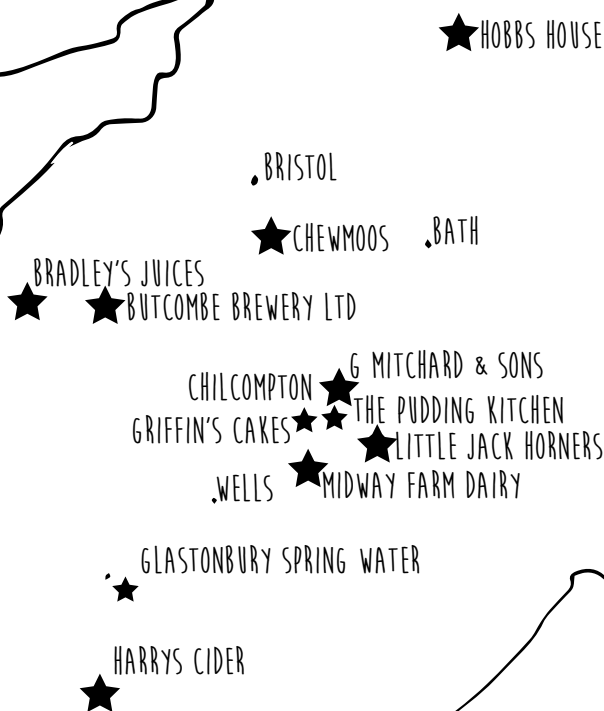 HOBBS HOUSE
BRISTOL
CHEWMOOS
BATH
BRADLEY'S JUICES
BUTCOMBE BREWERY LTD
G MITCHARD & SONS
CHILCOMPTON
THE PUDDING KITCHEN
GRIFFIN'S CAKES
LITTLE JACK HORNERS
WELLS
MIDWAY FARM DAIRY
GLASTONBURY SPRING WATER
HARRYS CIDER